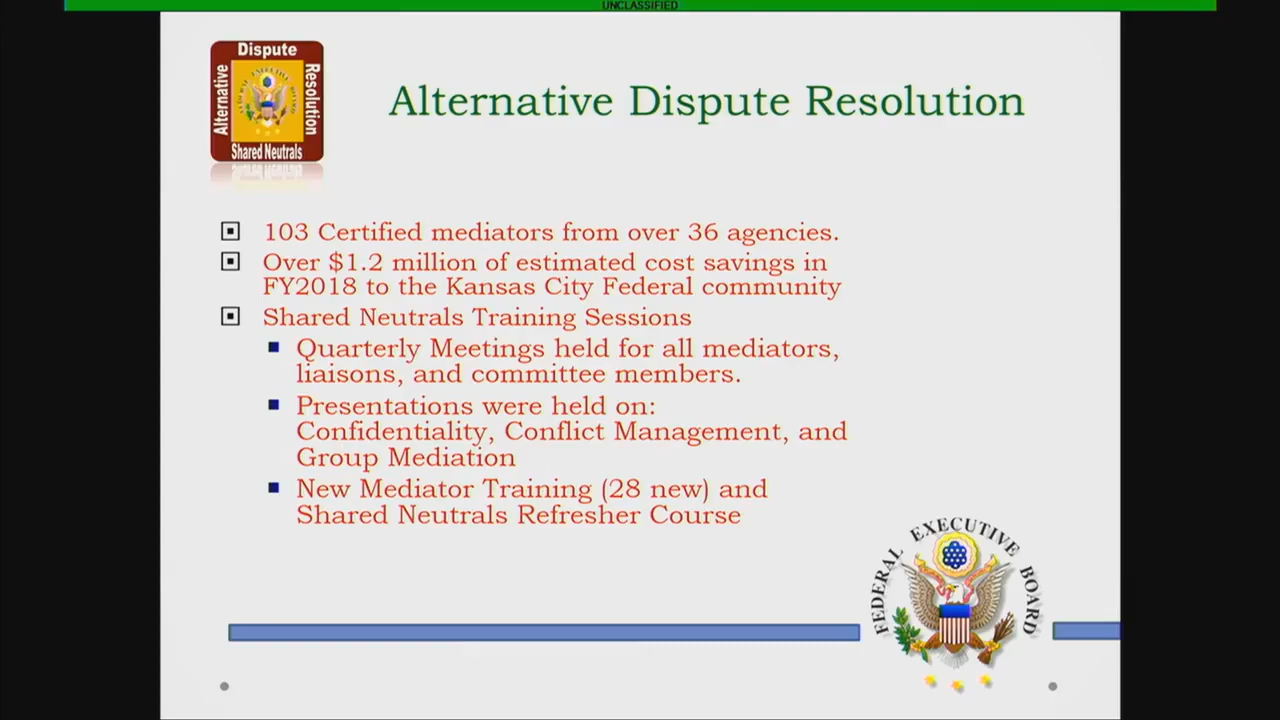 UNCLASSIFIED
Dispute
Alternative
Resolution
Shared Neutrals
Alternative Dispute Resolution
103 Certified mediators from over 36 agencies.
Over $1.2 million of estimated cost savings in
FY2018 to the Kansas City Federal community
Shared Neutrals Training Sessions
Quarterly Meetings held for all mediators,
liaisons, and committee members.
Presentations were held on:
Confidentiality, Conflict Management, and
Group Mediation
New Mediator Training (28 new) and
Shared Neutrals Refresher Course
FEDERAL EXECUTIVE BOARD